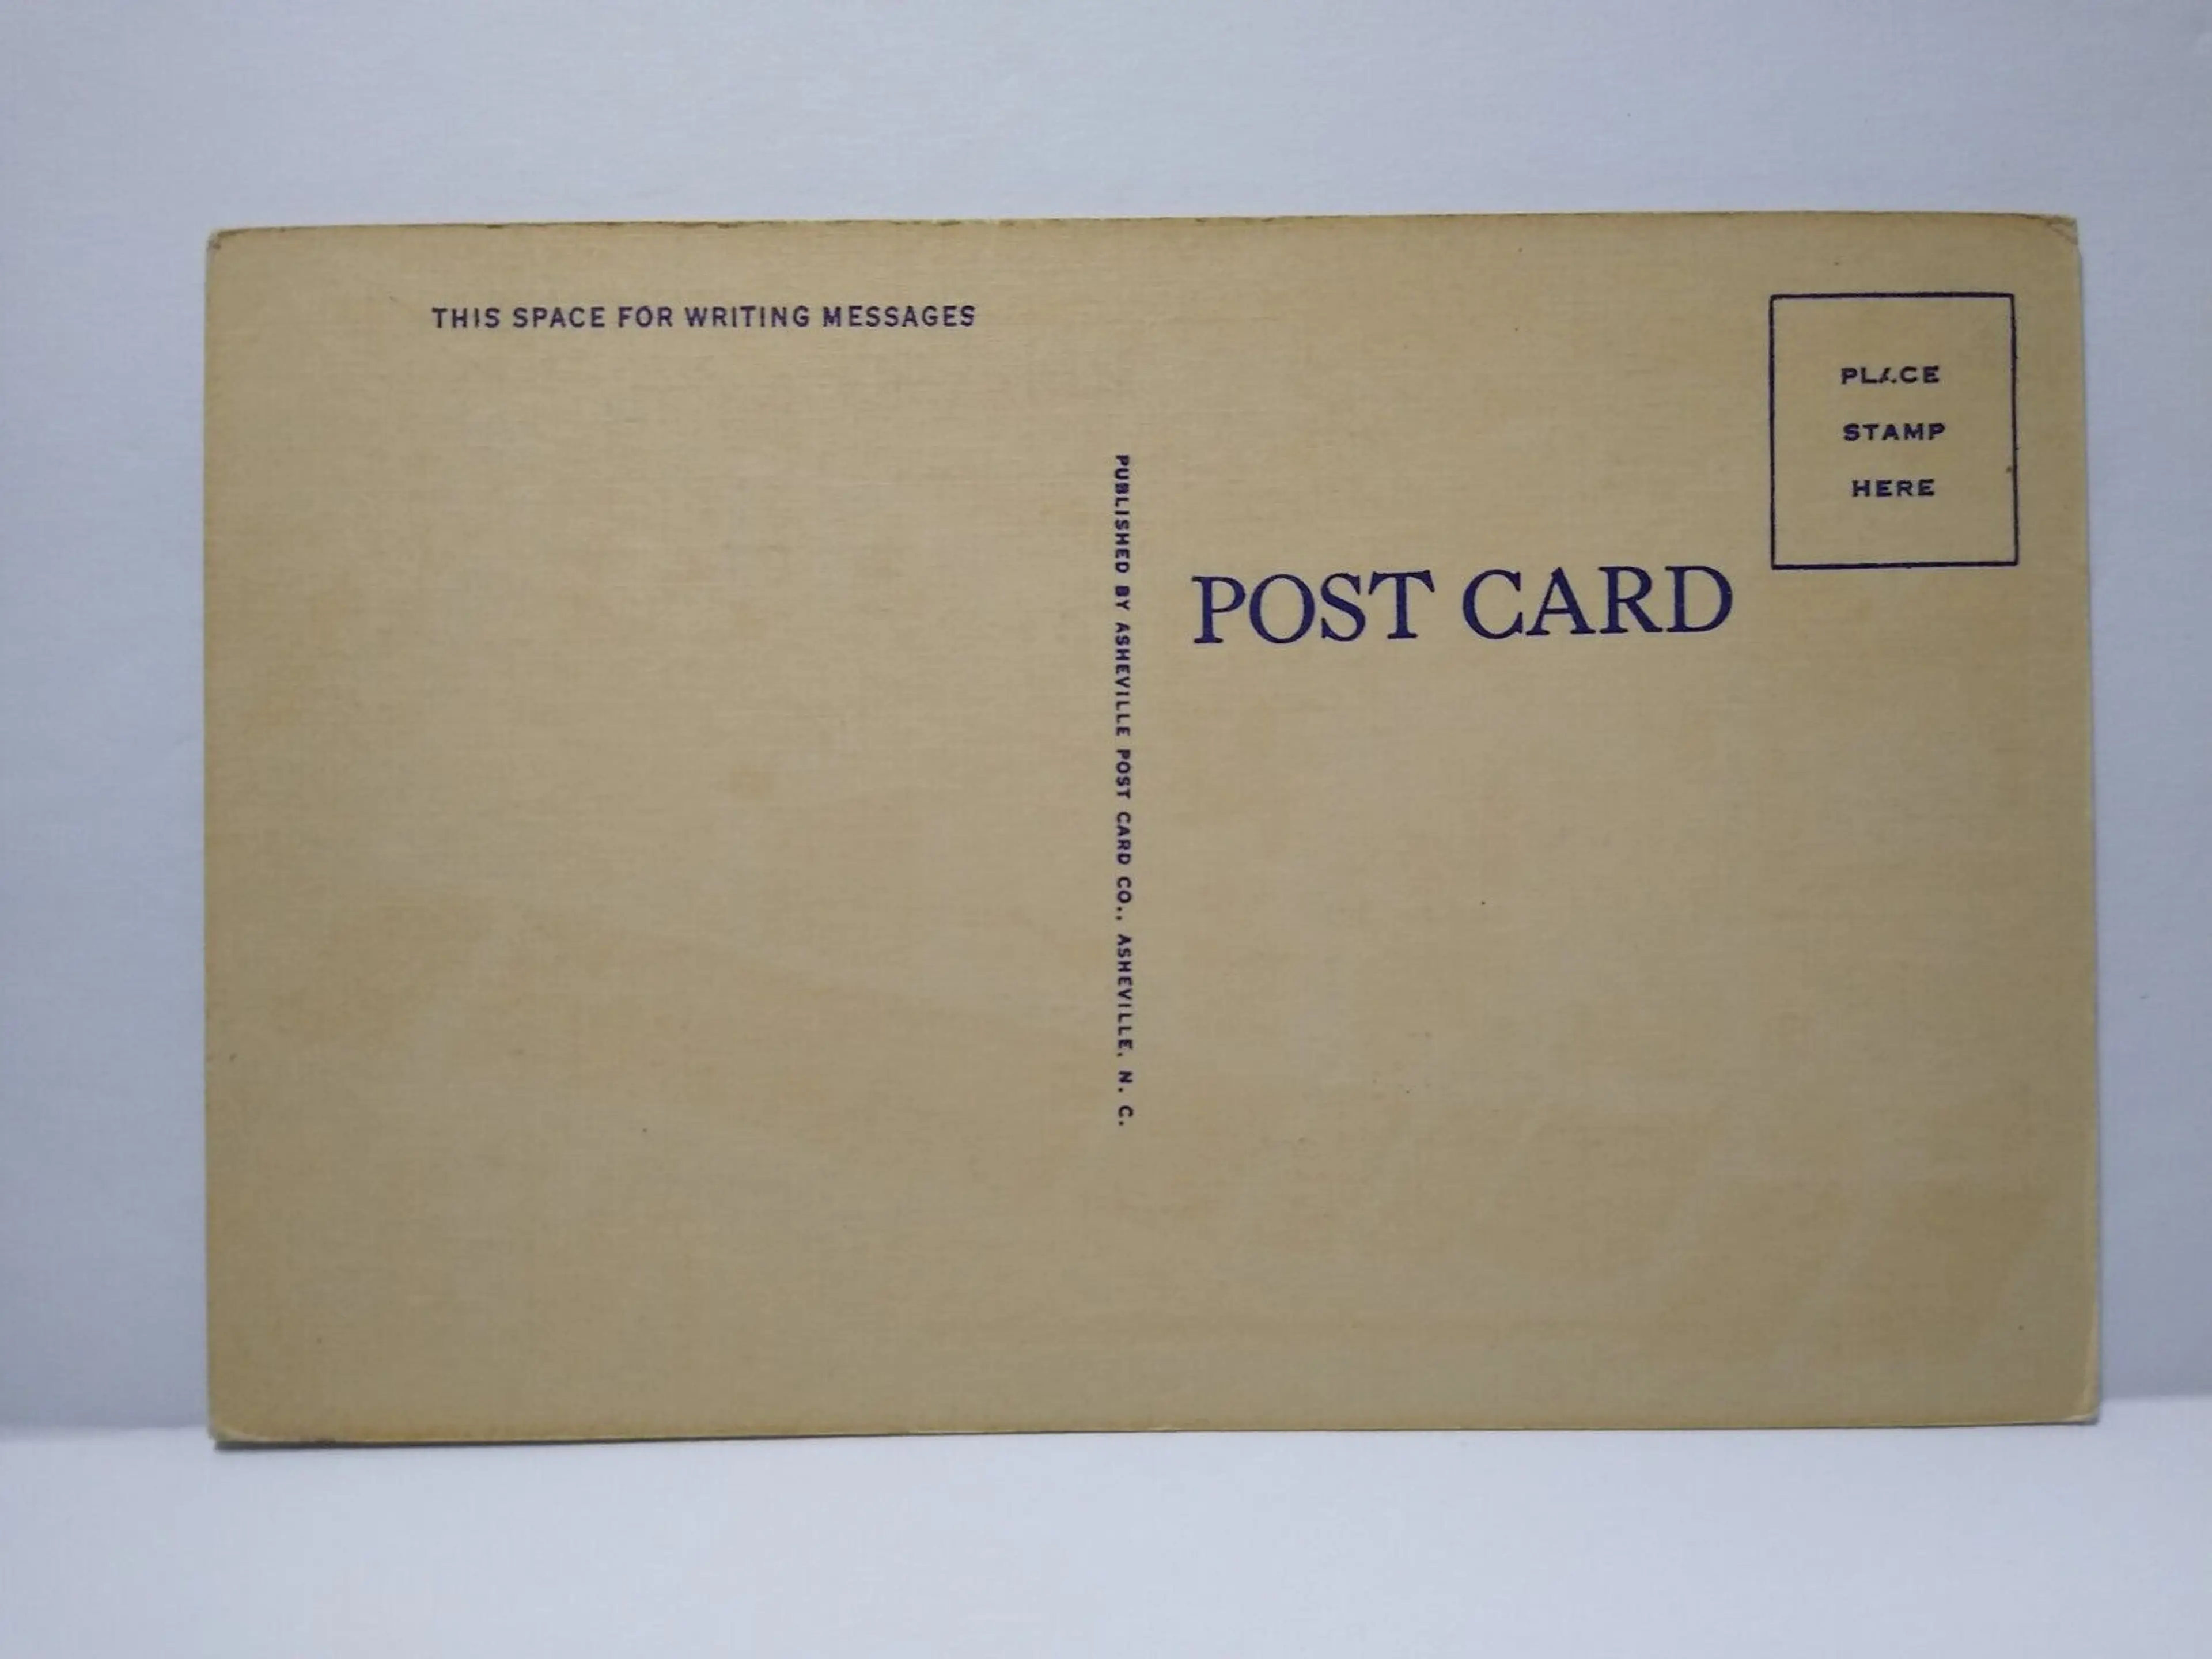 THIS SPACE FOR WRITING MESSAGES
PUBLISHED BY ASHEVILLE POST CARD CO., ASHEVILLE, N. C.
POST CARD
PLACE
STAMP
HERE